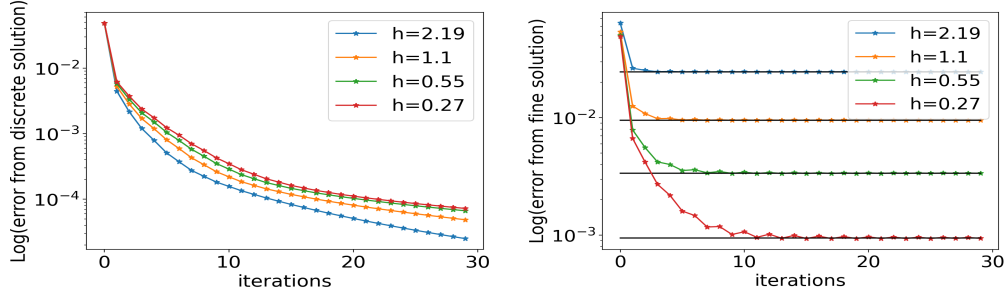 Log(error from discrete solution)
10⁻²
10⁻³
10⁻⁴
h=2.19
h=1.1
h=0.55
h=0.27
0
10
20
30
iterations
Log(error from fine solution)
10⁻²
10⁻³
h=2.19
h=1.1
h=0.55
h=0.27
0
10
20
30
iterations